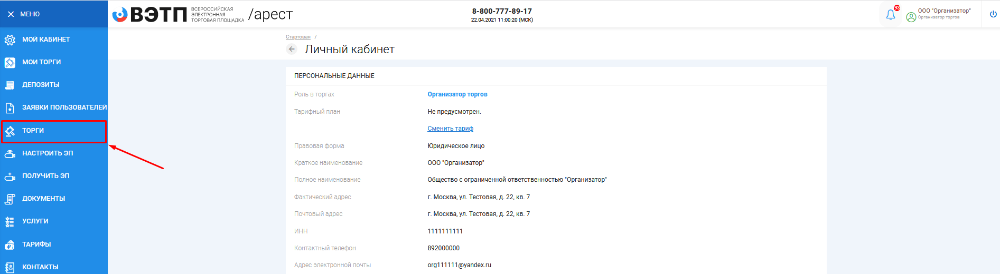 МЕНЮ
ВЭТП ВСЕРОССИЙСКАЯ ЭЛЕКТРОННАЯ ТОРГОВАЯ ПЛОЩАДКА /арест
8-800-777-89-17
22.04.2021 11:00:20 (МСК)
93
ООО "Организатор"
Организатор торгов
МОЙ КАБИНЕТ
МОИ ТОРГИ
ДЕПОЗИТЫ
ЗАЯВКИ ПОЛЬЗОВАТЕЛЕЙ
ТОРГИ
НАСТРОИТЬ ЭП
ПОЛУЧИТЬ ЭП
ДОКУМЕНТЫ
УСЛУГИ
ТАРИФЫ
КОНТАКТЫ
Стартовая /
Личный кабинет
ПЕРСОНАЛЬНЫЕ ДАННЫЕ
Роль в торгах Организатор торгов
Тарифный план Не предусмотрен.
Сменить тариф
Правовая форма Юридическое лицо
Краткое наименование ООО "Организатор"
Полное наименование Общество с ограниченной ответственностью "Организатор"
Фактический адрес г. Москва, ул. Тестовая, д. 22, кв. 7
Почтовый адрес г. Москва, ул. Тестовая, д. 22, кв. 7
ИНН 1111111111
Контактный телефон 892000000
Адрес электронной почты org111111@yandex.ru